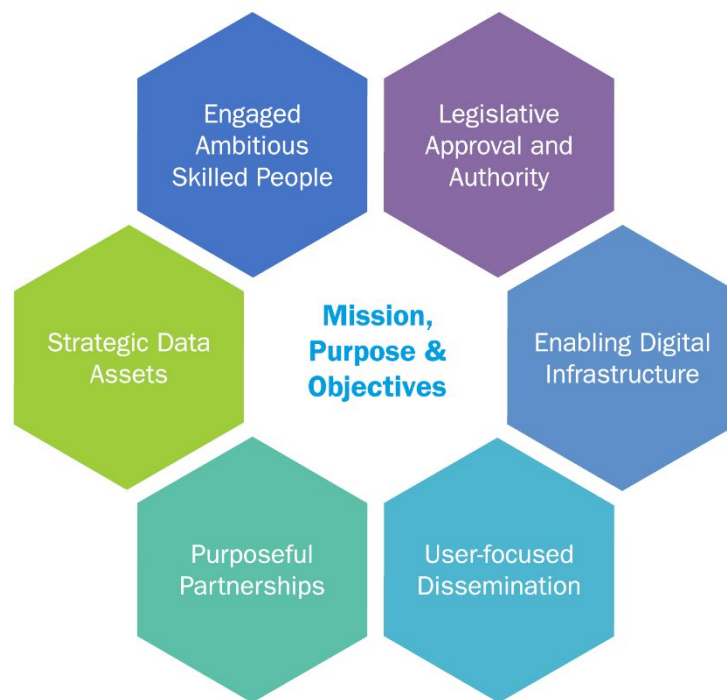 Engaged
Ambitious
Skilled People
Legislative
Approval and
Authority
Strategic Data
Assets
Mission,
Purpose &
Objectives
Enabling Digital
Infrastructure
Purposeful
Partnerships
User-focused
Dissemination